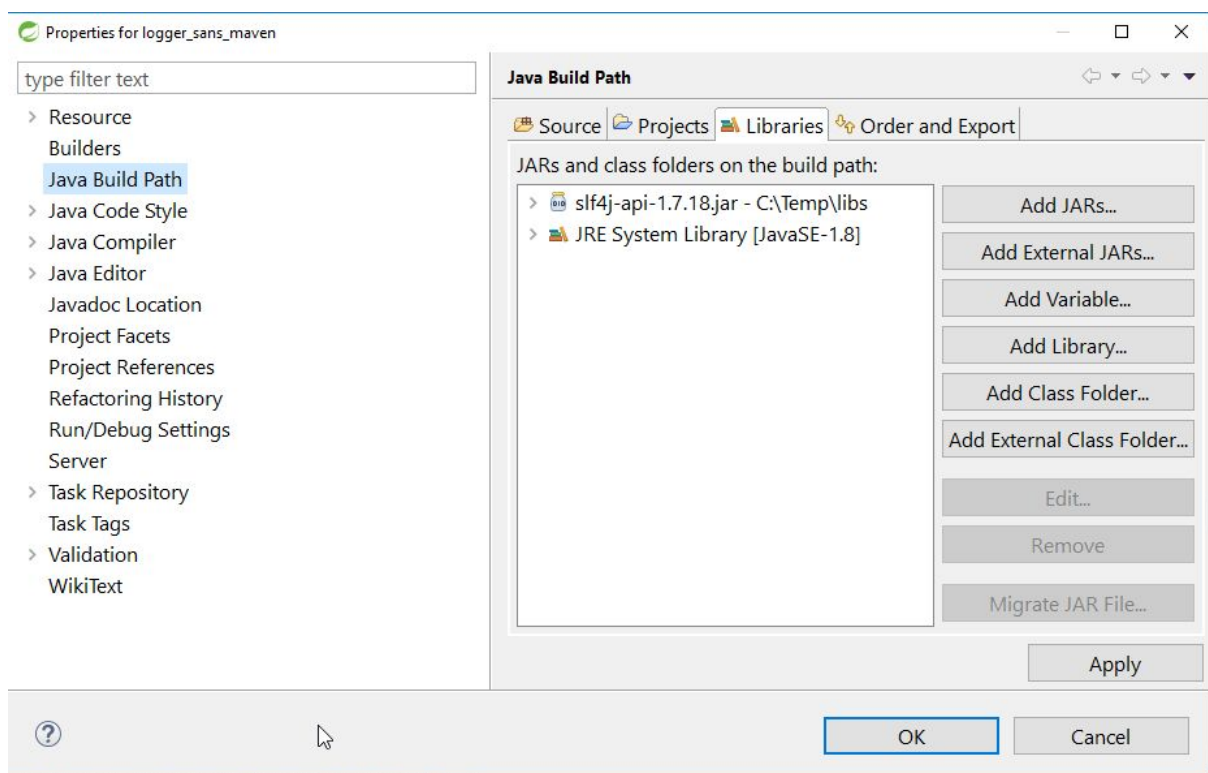 Properties for logger_sans_maven
type filter text
Resource
Builders
Java Build Path
Java Code Style
Java Compiler
Java Editor
Javadoc Location
Project Facets
Project References
Refactoring History
Run/Debug Settings
Server
Task Repository
Task Tags
Validation
WikiText
Java Build Path
Source Projects Libraries Order and Export
JARs and class folders on the build path:
slf4j-api-1.7.18.jar - C:\Temp\libs
JRE System Library [JavaSE-1.8]
Add JARs...
Add External JARs...
Add Variable...
Add Library...
Add Class Folder...
Add External Class Folder...
Edit...
Remove
Migrate JAR File...
Apply
OK Cancel